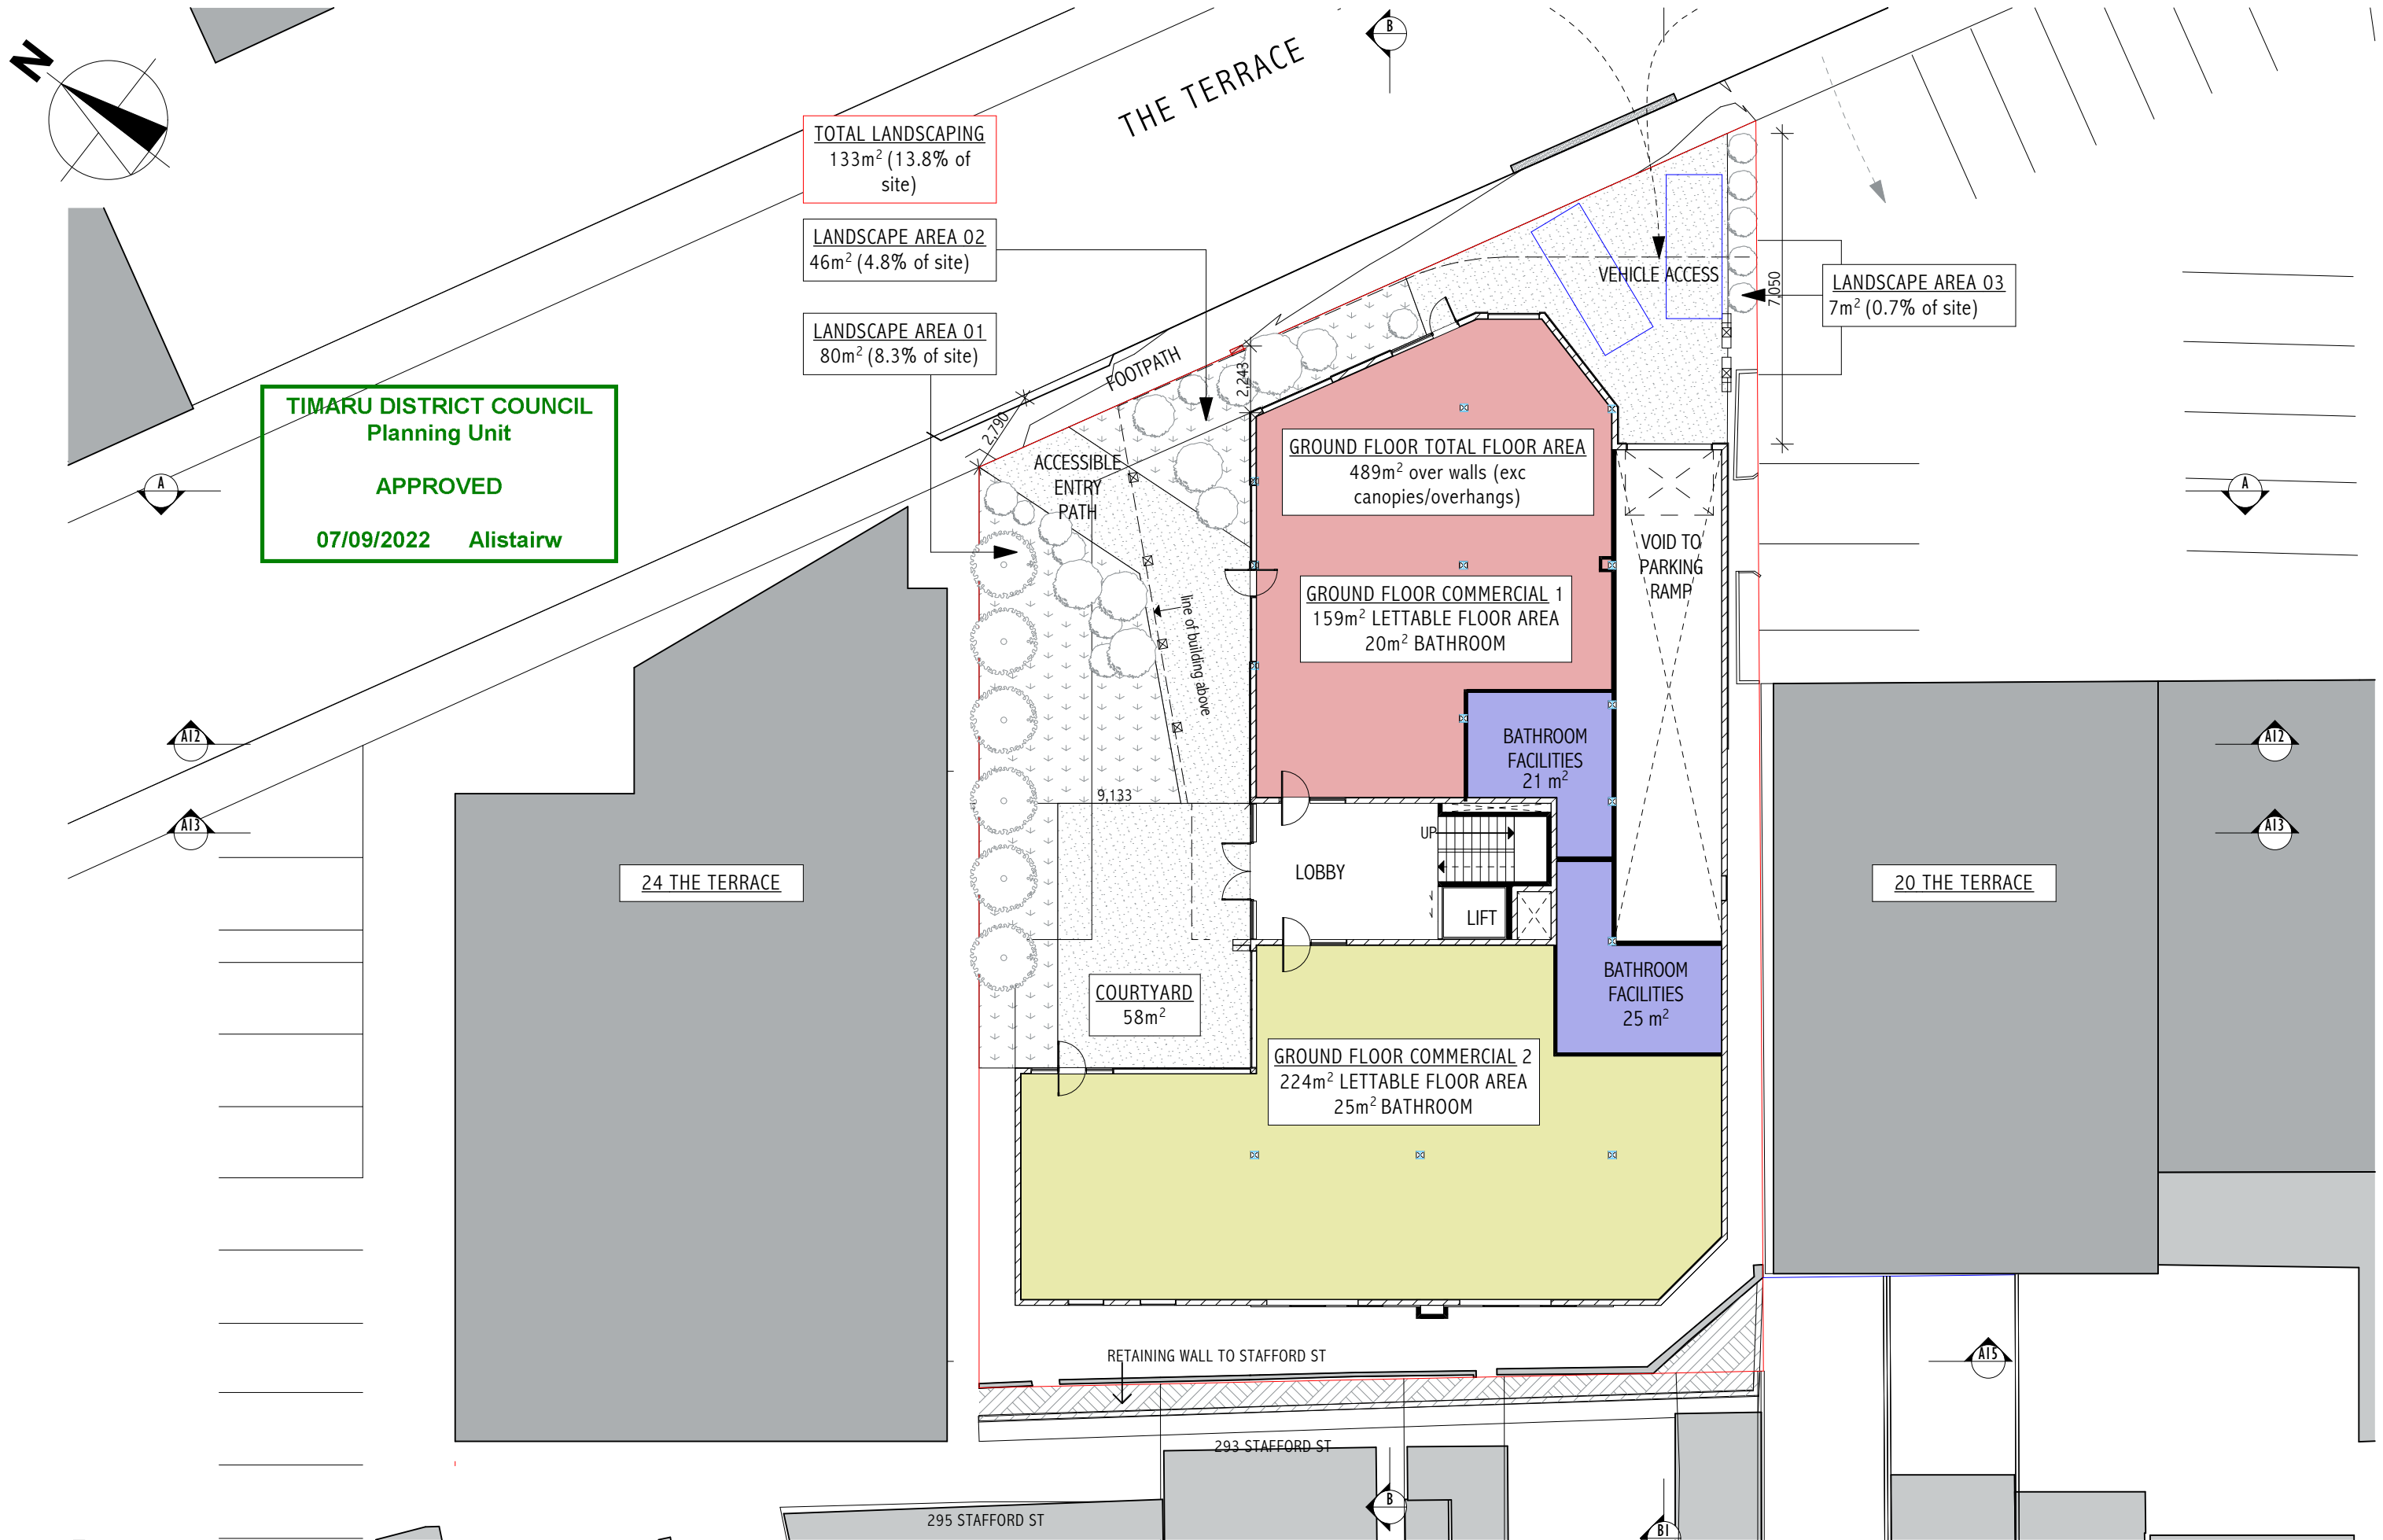 N
B
THE TERRACE
TOTAL LANDSCAPING
133m² (13.8% of
site)
LANDSCAPE AREA 02
46m² (4.8% of site)
LANDSCAPE AREA 01
80m² (8.3% of site)
VEHICLE ACCESS
7,050
LANDSCAPE AREA 03
7m² (0.7% of site)
FOOTPATH
2,243
2,790
TIMARU DISTRICT COUNCIL
Planning Unit
APPROVED
07/09/2022 Alistairw
A
ACCESSIBLE
ENTRY
PATH
GROUND FLOOR TOTAL FLOOR AREA
489m² over walls (exc
canopies/overhangs)
A
VOID TO
PARKING
RAMP
line of building above
GROUND FLOOR COMMERCIAL 1
159m² LETTABLE FLOOR AREA
20m² BATHROOM
A12
BATHROOM
FACILITIES
21 m²
A12
9,133
A13
UP
A13
24 THE TERRACE
LOBBY
20 THE TERRACE
LIFT
COURTYARD
58m²
BATHROOM
FACILITIES
25 m²
GROUND FLOOR COMMERCIAL 2
224m² LETTABLE FLOOR AREA
25m² BATHROOM
RETAINING WALL TO STAFFORD ST
A15
293 STAFFORD ST
B
295 STAFFORD ST
B1